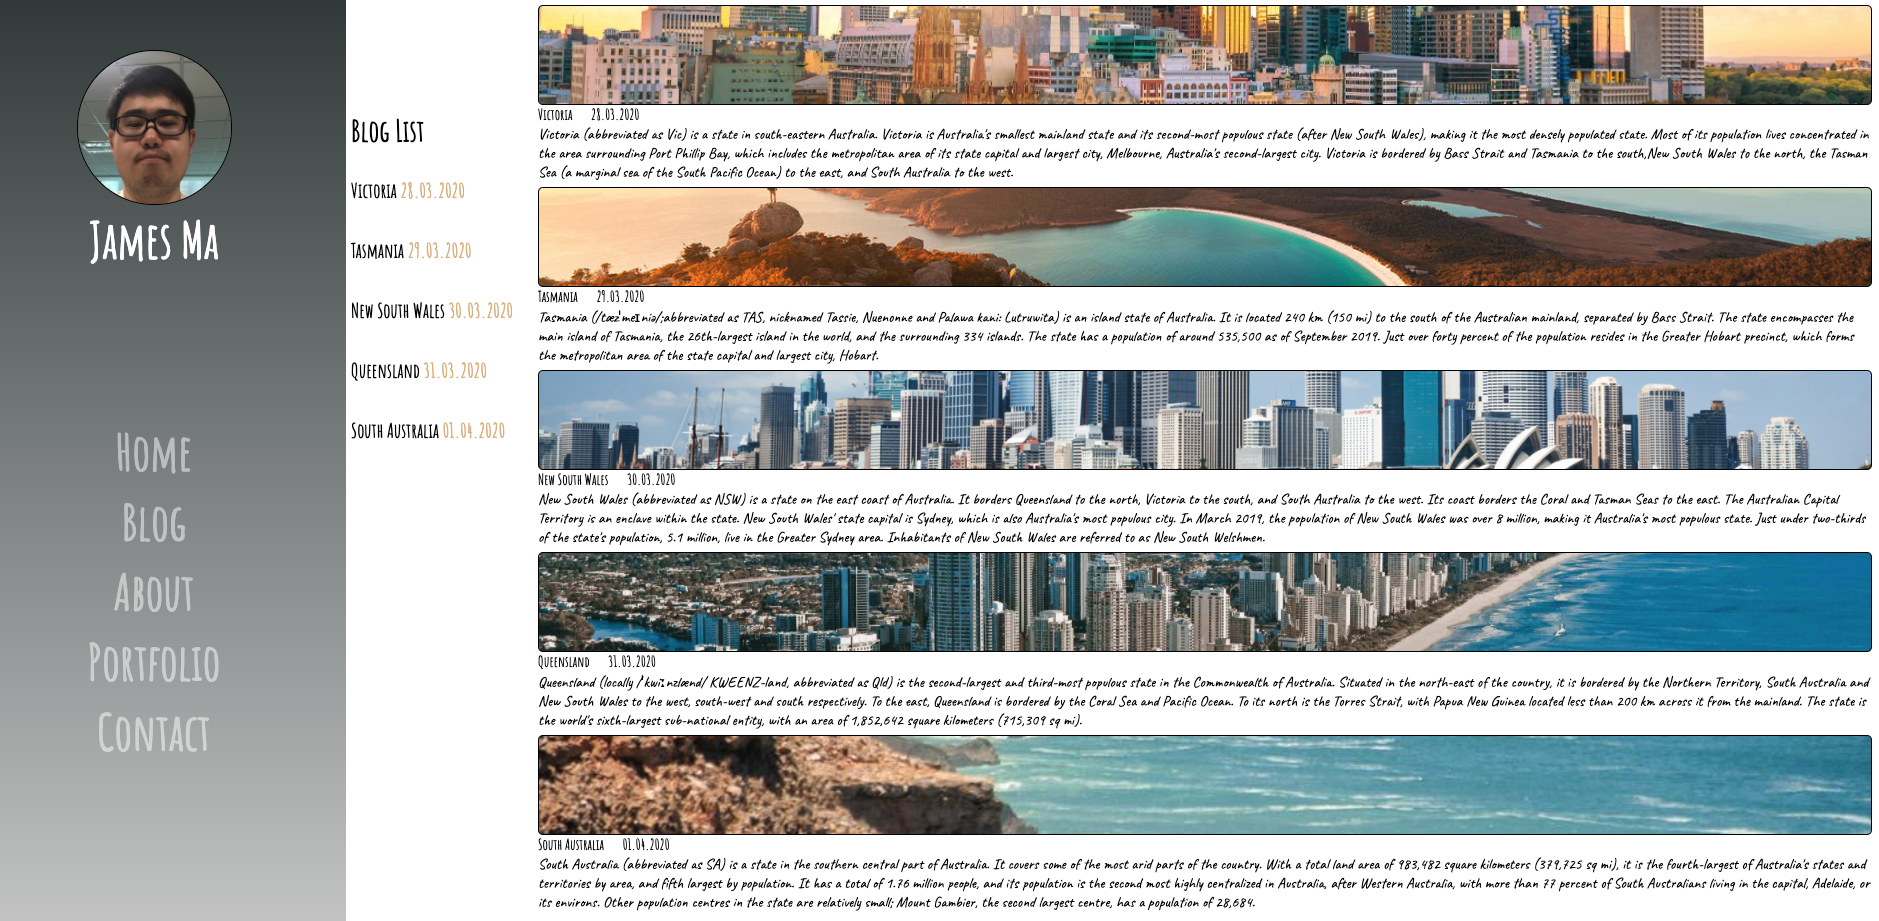 James Ma
Home
Blog
About
Portfolio
Contact
Blog List
Victoria 28.03.2020
Tasmania 29.03.2020
New South Wales 30.03.2020
Queensland 31.03.2020
South Australia 01.04.2020
Victoria 28.03.2020
Victoria (abbreviated as Vic) is a state in south-eastern Australia. Victoria is Australia's smallest mainland state and its second-most populous state (after New South Wales), making it the most densely populated state. Most of its population lives concentrated in
the area surrounding Port Phillip Bay, which includes the metropolitan area of its state capital and largest city, Melbourne, Australia's second-largest city. Victoria is bordered by Bass Strait and Tasmania to the south,New South Wales to the north, the Tasman
Sea (a marginal sea of the South Pacific Ocean) to the east, and South Australia to the west.
Tasmania 29.03.2020
Tasmania (/tæzˈmeɪniə/;abbreviated as TAS, nicknamed Tassie, Nuenonne and Palawa kani: Lutruwita) is an island state of Australia. It is located 240 km (150 mi) to the south of the Australian mainland, separated by Bass Strait. The state encompasses the
main island of Tasmania, the 26th-largest island in the world, and the surrounding 334 islands. The state has a population of around 535,500 as of September 2019. Just over forty percent of the population resides in the Greater Hobart precinct, which forms
the metropolitan area of the state capital and largest city, Hobart.
New South Wales 30.03.2020
New South Wales (abbreviated as NSW) is a state on the east coast of Australia. It borders Queensland to the north, Victoria to the south, and South Australia to the west. Its coast borders the Coral and Tasman Seas to the east. The Australian Capital
Territory is an enclave within the state. New South Wales' state capital is Sydney, which is also Australia's most populous city. In March 2019, the population of New South Wales was over 8 million, making it Australia's most populous state. Just under two-thirds
of the state's population, 5.1 million, live in the Greater Sydney area. Inhabitants of New South Wales are referred to as New South Welshmen.
Queensland 31.03.2020
Queensland (locally /ˈkwiːnzlænd/ KWEENZ-land, abbreviated as Qld) is the second-largest and third-most populous state in the Commonwealth of Australia. Situated in the north-east of the country, it is bordered by the Northern Territory, South Australia and
New South Wales to the west, south-west and south respectively. To the east, Queensland is bordered by the Coral Sea and Pacific Ocean. To its north is the Torres Strait, with Papua New Guinea located less than 200 km across it from the mainland. The state is
the world's sixth-largest sub-national entity, with an area of 1,852,642 square kilometers (715,309 sq mi).
South Australia 01.04.2020
South Australia (abbreviated as SA) is a state in the southern central part of Australia. It covers some of the most arid parts of the country. With a total land area of 983,482 square kilometers (379,725 sq mi), it is the fourth-largest of Australia's states and
territories by area, and fifth largest by population. It has a total of 1.76 million people, and its population is the second most highly centralized in Australia, after Western Australia, with more than 77 percent of South Australians living in the capital, Adelaide, or
its environs. Other population centres in the state are relatively small; Mount Gambier, the second largest centre, has a population of 28,684.